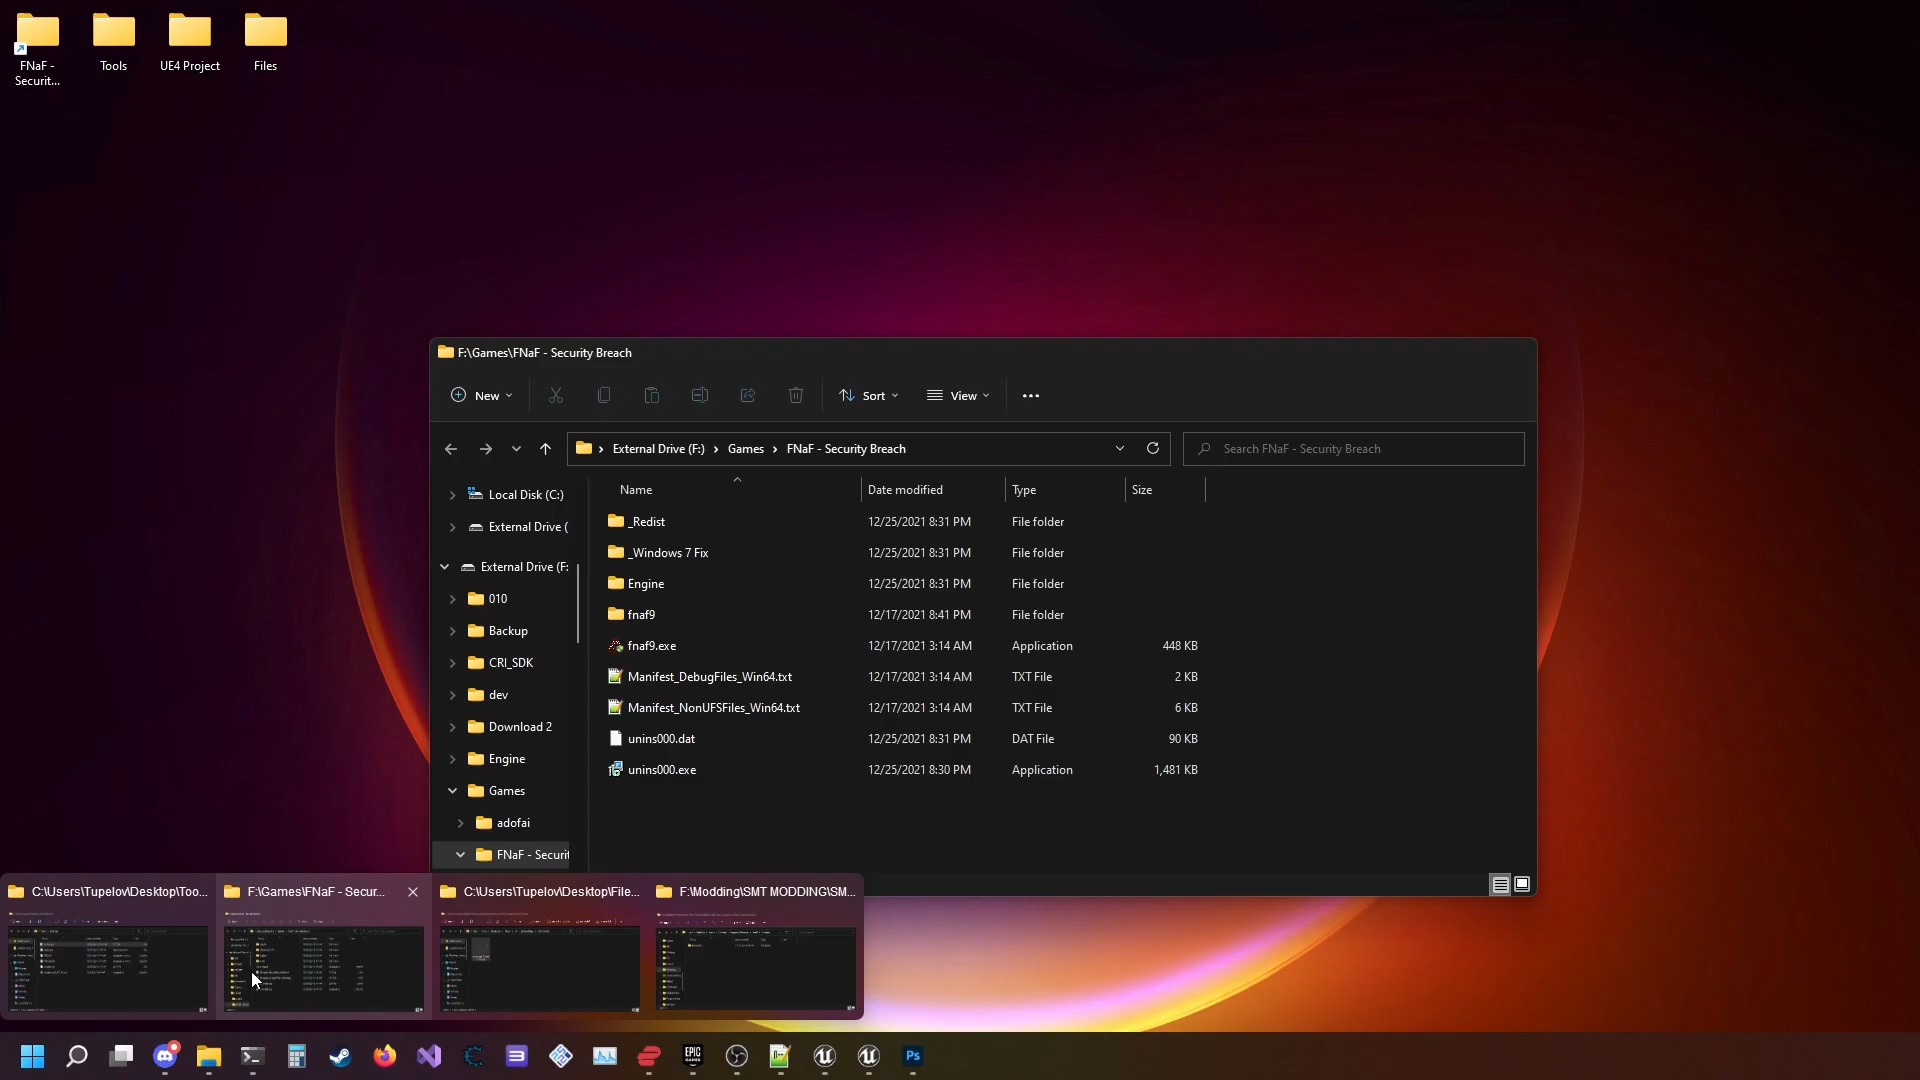 FNaF -
Securit...
Tools
UE4 Project
Files
F:\Games\FNaF - Security Breach
New
Sort
View
External Drive (F:)
Games
FNaF - Security Breach
Search FNaF - Security Breach
Name
Date modified
Type
Size
Local Disk (C:)
External Drive (
External Drive (F:
010
Backup
CRI_SDK
dev
Download 2
Engine
Games
adofai
FNaF - Securit
_Redist 12/25/2021 8:31 PM File folder
_Windows 7 Fix 12/25/2021 8:31 PM File folder
Engine 12/25/2021 8:31 PM File folder
fnaf9 12/17/2021 8:41 PM File folder
fnaf9.exe 12/17/2021 3:14 AM Application 448 KB
Manifest_DebugFiles_Win64.txt 12/17/2021 3:14 AM TXT File 2 KB
Manifest_NonUFSFiles_Win64.txt 12/17/2021 3:14 AM TXT File 6 KB
unins000.dat 12/25/2021 8:31 PM DAT File 90 KB
unins000.exe 12/25/2021 8:30 PM Application 1,481 KB
C:\Users\Tupelov\Desktop\Too...
F:\Games\FNaF - Secur...
C:\Users\Tupelov\Desktop\File...
F:\Modding\SMT MODDING\SM...
EPIC
GAMES
Ps